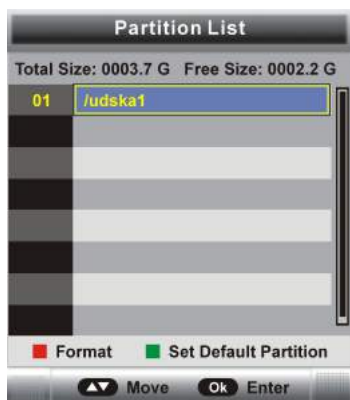 Partition List
Total Size: 0003.7 G Free Size: 0002.2 G
01 /udska1
Format Set Default Partition
Move Ok Enter